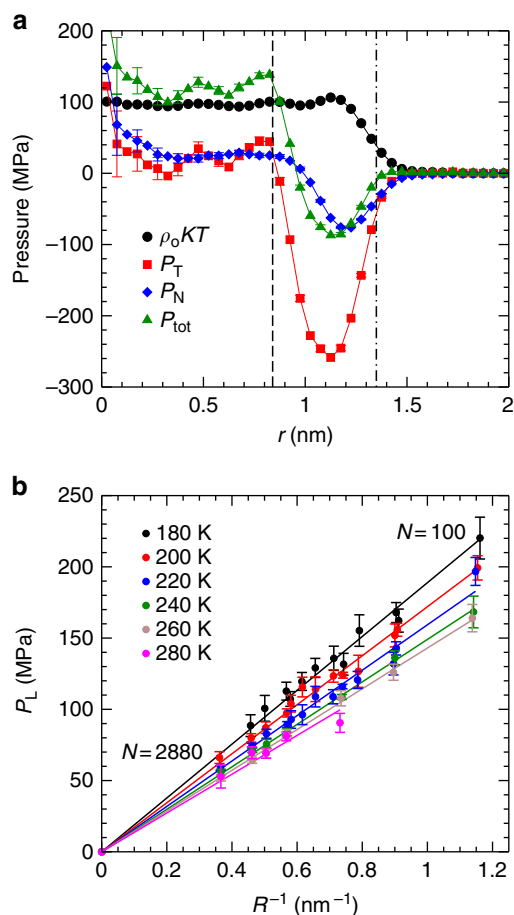 a
200
100
0
−100
−200
−300
Pressure (MPa)
ρoKT
PT
PN
Ptot
0 0.5 1 1.5 2
r (nm)
b
250
200
150
100
50
0
PL (MPa)
180 K
200 K
220 K
240 K
260 K
280 K
N = 100
N = 2880
0 0.2 0.4 0.6 0.8 1 1.2
R−1 (nm−1)